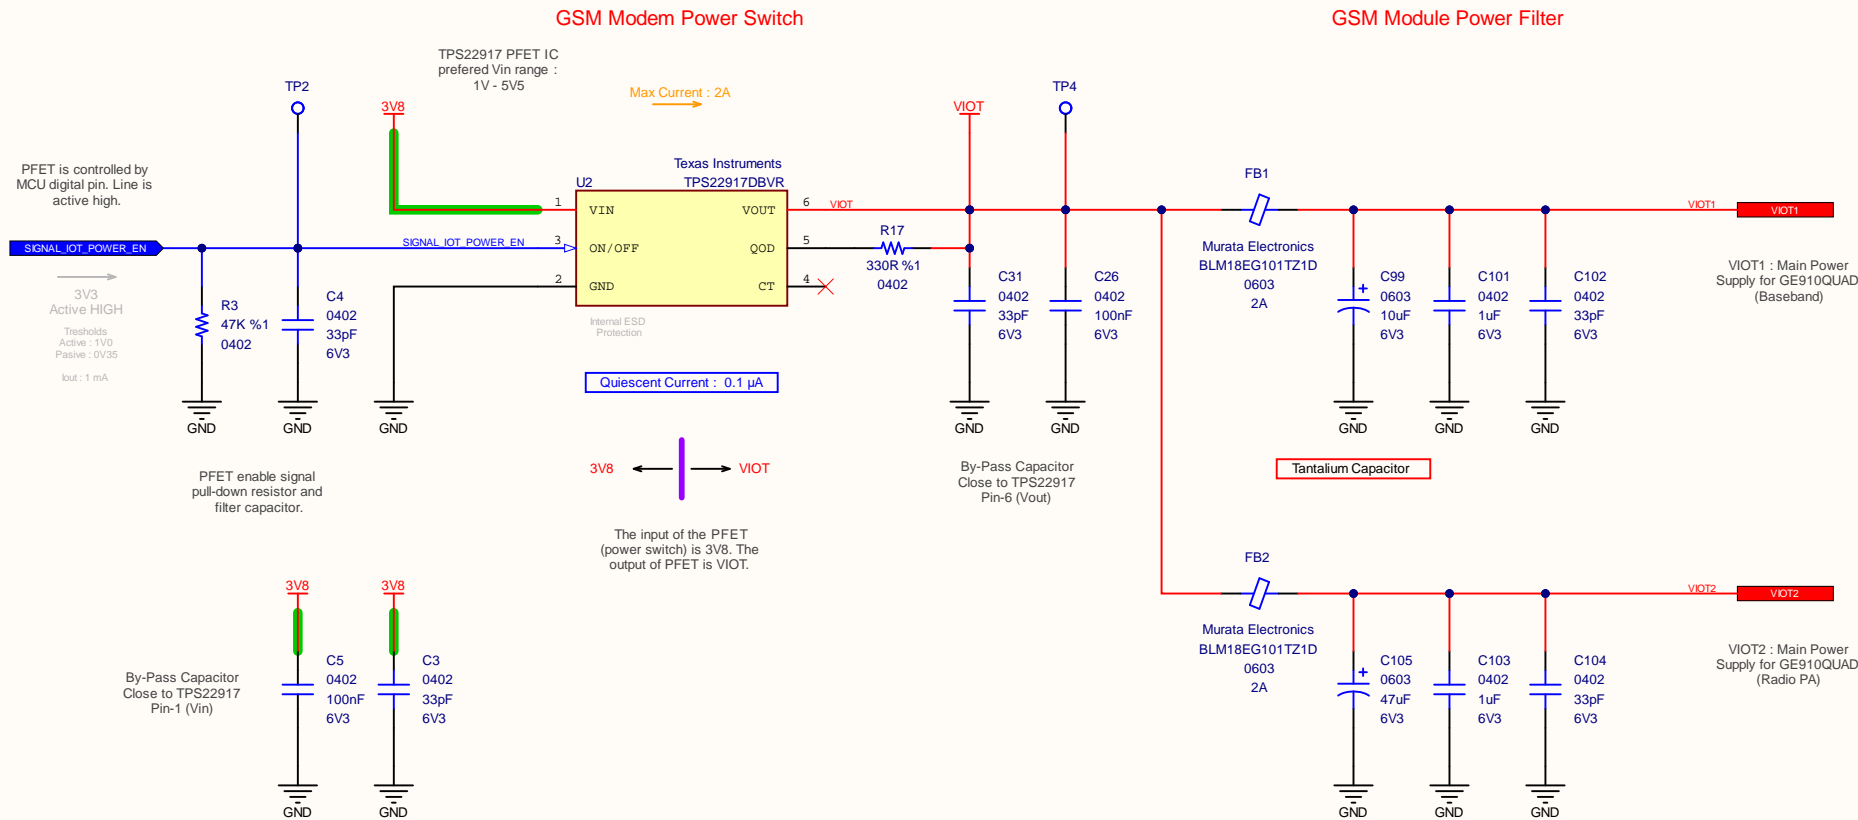 GSM Modem Power Switch
GSM Module Power Filter
TPS22917 PFET IC
prefered Vin range :
1V - 5V5
TP2
3V8
Max Current : 2A
VIOT
TP4
PFET is controlled by
MCU digital pin. Line is
active high.
Texas Instruments
TPS22917DBVR
U2
1
VIN
VOUT
6
VIOT
SIGNAL_IOT_POWER_EN
SIGNAL_IOT_POWER_EN
3
ON/OFF
QOD
5
R17
330R %1
0402
2
GND
CT
4
Internal ESD
Protection
3V3
Active HIGH
Tresholds
Active : 1V0
Pasive : 0V35
Iout : 1 mA
R3
47K %1
0402
C4
0402
33pF
6V3
GND
GND
GND
Quiescent Current : 0.1 µA
C31
0402
33pF
6V3
C26
0402
100nF
6V3
GND
GND
FB1
Murata Electronics
BLM18EG101TZ1D
0603
2A
VIOT1
VIOT1
C99
0603
10uF
6V3
+
C101
0402
1uF
6V3
C102
0402
33pF
6V3
GND
GND
GND
VIOT1 : Main Power
Supply for GE910QUAD
(Baseband)
PFET enable signal
pull-down resistor and
filter capacitor.
3V8
VIOT
The input of the PFET
(power switch) is 3V8. The
output of PFET is VIOT.
By-Pass Capacitor
Close to TPS22917
Pin-6 (Vout)
Tantalium Capacitor
By-Pass Capacitor
Close to TPS22917
Pin-1 (Vin)
3V8
3V8
C5
0402
100nF
6V3
C3
0402
33pF
6V3
GND
GND
FB2
Murata Electronics
BLM18EG101TZ1D
0603
2A
VIOT2
VIOT2
C105
0603
47uF
6V3
+
C103
0402
1uF
6V3
C104
0402
33pF
6V3
GND
GND
GND
VIOT2 : Main Power
Supply for GE910QUAD
(Radio PA)